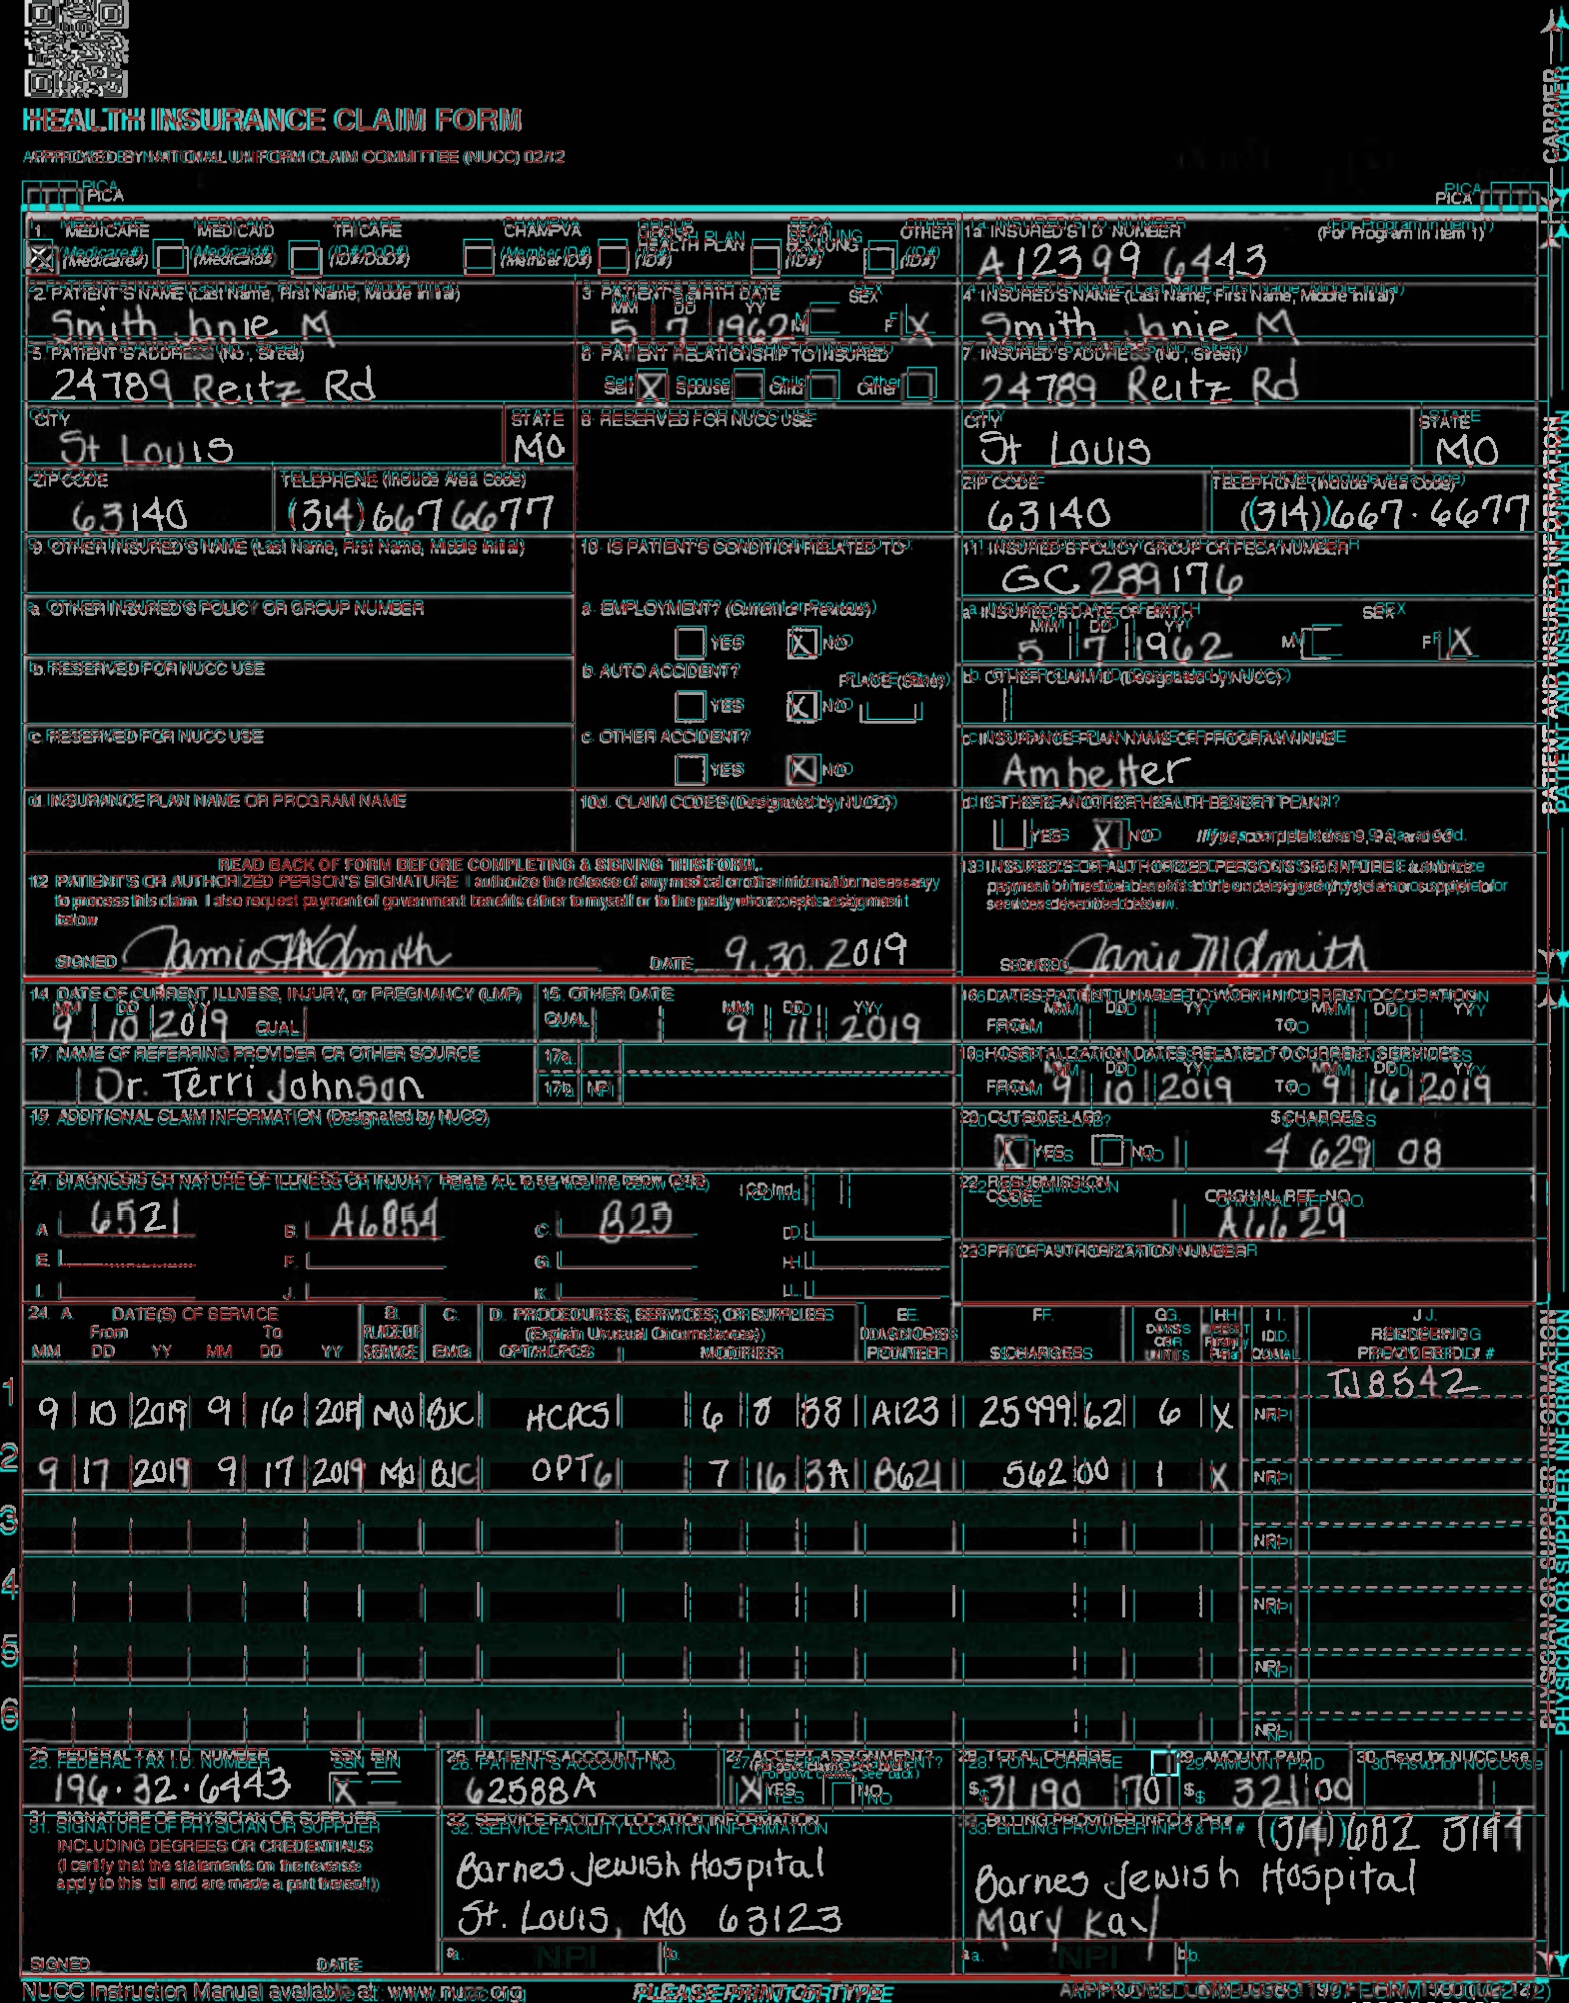 HEALTH INSURANCE CLAIM FORM
APPROVED BY NATIONAL UNIFORM CLAIM COMMITTEE (NUCC) 02/12
PICA PICA
CARRIER
1. MEDICARE MEDICAID TRICARE CHAMPVA GROUP HEALTH PLAN FECA BLKLUNG OTHER
(Medicare#) (Medicaid#) (ID#/DoD#) (Member ID#) (ID#) (ID#) (ID#)
1a. INSURED'S I.D. NUMBER (For Program in Item 1)
A12399 6443
2. PATIENT'S NAME (Last Name, First Name, Middle Initial)
Smith Janie M
3. PATIENT'S BIRTH DATE SEX
MM DD YY
5 7 1962 M F X
4. INSURED'S NAME (Last Name, First Name, Middle Initial)
Smith Janie M
5. PATIENT'S ADDRESS (No., Street)
24789 Reitz Rd
6. PATIENT RELATIONSHIP TO INSURED
Self X Spouse Child Other
7. INSURED'S ADDRESS (No., Street)
24789 Reitz Rd
CITY STATE
St Louis MO
8. RESERVED FOR NUCC USE
CITY STATE
St Louis MO
ZIP CODE TELEPHONE (Include Area Code)
63140 (314) 667 6677
ZIP CODE TELEPHONE (Include Area Code)
63140 (314) 667.6677
9. OTHER INSURED'S NAME (Last Name, First Name, Middle Initial)
10. IS PATIENT'S CONDITION RELATED TO:
11. INSURED'S POLICY GROUP OR FECA NUMBER
GC 289176
a. OTHER INSURED'S POLICY OR GROUP NUMBER
a. EMPLOYMENT? (Current or Previous)
YES X NO
a. INSURED'S DATE OF BIRTH SEX
MM DD YY
5 7 1962 M F X
b. RESERVED FOR NUCC USE
b. AUTO ACCIDENT? PLACE (State)
YES X NO
b. OTHER CLAIM ID (Designated by NUCC)
c. RESERVED FOR NUCC USE
c. OTHER ACCIDENT?
YES X NO
c. INSURANCE PLAN NAME OR PROGRAM NAME
Ambetter
d. INSURANCE PLAN NAME OR PROGRAM NAME
10d. CLAIM CODES (Designated by NUCC)
d. IS THERE ANOTHER HEALTH BENEFIT PLAN?
YES X NO If yes, complete items 9, 9a, and 9d.
READ BACK OF FORM BEFORE COMPLETING & SIGNING THIS FORM.
12. PATIENT'S OR AUTHORIZED PERSON'S SIGNATURE I authorize the release of any medical or other information necessary
to process this claim. I also request payment of government benefits either to myself or to the party who accepts assignment
below.
SIGNED Janie M Smith DATE 9.30.2019
13. INSURED'S OR AUTHORIZED PERSON'S SIGNATURE I authorize
payment of medical benefits to the undersigned physician or supplier for
services described below.
SIGNED Janie M Smith
PATIENT AND INSURED INFORMATION
14. DATE OF CURRENT ILLNESS, INJURY, or PREGNANCY (LMP)
MM DD YY
9 10 2019 QUAL.
15. OTHER DATE
QUAL. MM DD YY
9 11 2019
16. DATES PATIENT UNABLE TO WORK IN CURRENT OCCUPATION
MM DD YY MM DD YY
FROM TO
17. NAME OF REFERRING PROVIDER OR OTHER SOURCE
Dr. Terri Johnson
17a.
17b. NPI
18. HOSPITALIZATION DATES RELATED TO CURRENT SERVICES
MM DD YY MM DD YY
FROM 9 10 2019 TO 9 16 2019
19. ADDITIONAL CLAIM INFORMATION (Designated by NUCC)
20. OUTSIDE LAB? $ CHARGES
X YES NO 4 629 08
21. DIAGNOSIS OR NATURE OF ILLNESS OR INJURY Relate A-L to service line below (24E) ICD Ind.
A. 6521 B. A6854 C. B23 D.
E. F. G. H.
I. J. K. L.
22. RESUBMISSION CODE ORIGINAL REF. NO.
A6629
23. PRIOR AUTHORIZATION NUMBER
24. A. DATE(S) OF SERVICE B. C. D. PROCEDURES, SERVICES, OR SUPPLIES E. F. G. H. I. J.
From To PLACE OF (Explain Unusual Circumstances) DIAGNOSIS DAYS OR UNITS ID. RENDERING
MM DD YY MM DD YY SERVICE EMG CPT/HCPCS MODIFIER POINTER $ CHARGES QUAL. PROVIDER ID. #
TJ8542
1 9 10 2019 9 16 2019 MO BJC HCPCS 6 8 38 A123 25999 62 6 X NPI
2 9 17 2019 9 17 2019 MO BJC OPT6 7 16 3A B621 562 00 1 X NPI
3 NPI
4 NPI
5 NPI
6 NPI
25. FEDERAL TAX I.D. NUMBER SSN EIN
196.32.6443 X
26. PATIENT'S ACCOUNT NO.
62588A
27. ACCEPT ASSIGNMENT?
(For govt. claims, see back)
X YES NO
28. TOTAL CHARGE
$ 31190 70
29. AMOUNT PAID
$ 321 00
30. Rsvd for NUCC Use
31. SIGNATURE OF PHYSICIAN OR SUPPLIER
INCLUDING DEGREES OR CREDENTIALS
(I certify that the statements on the reverse
apply to this bill and are made a part thereof.)
SIGNED DATE
32. SERVICE FACILITY LOCATION INFORMATION
Barnes Jewish Hospital
St. Louis, MO 63123
a. NPI b.
33. BILLING PROVIDER INFO & PH # (314) 682 3144
Barnes Jewish Hospital
Mary Kay
a. NPI b.
PHYSICIAN OR SUPPLIER INFORMATION
NUCC Instruction Manual available at: www.nucc.org
PLEASE PRINT OR TYPE